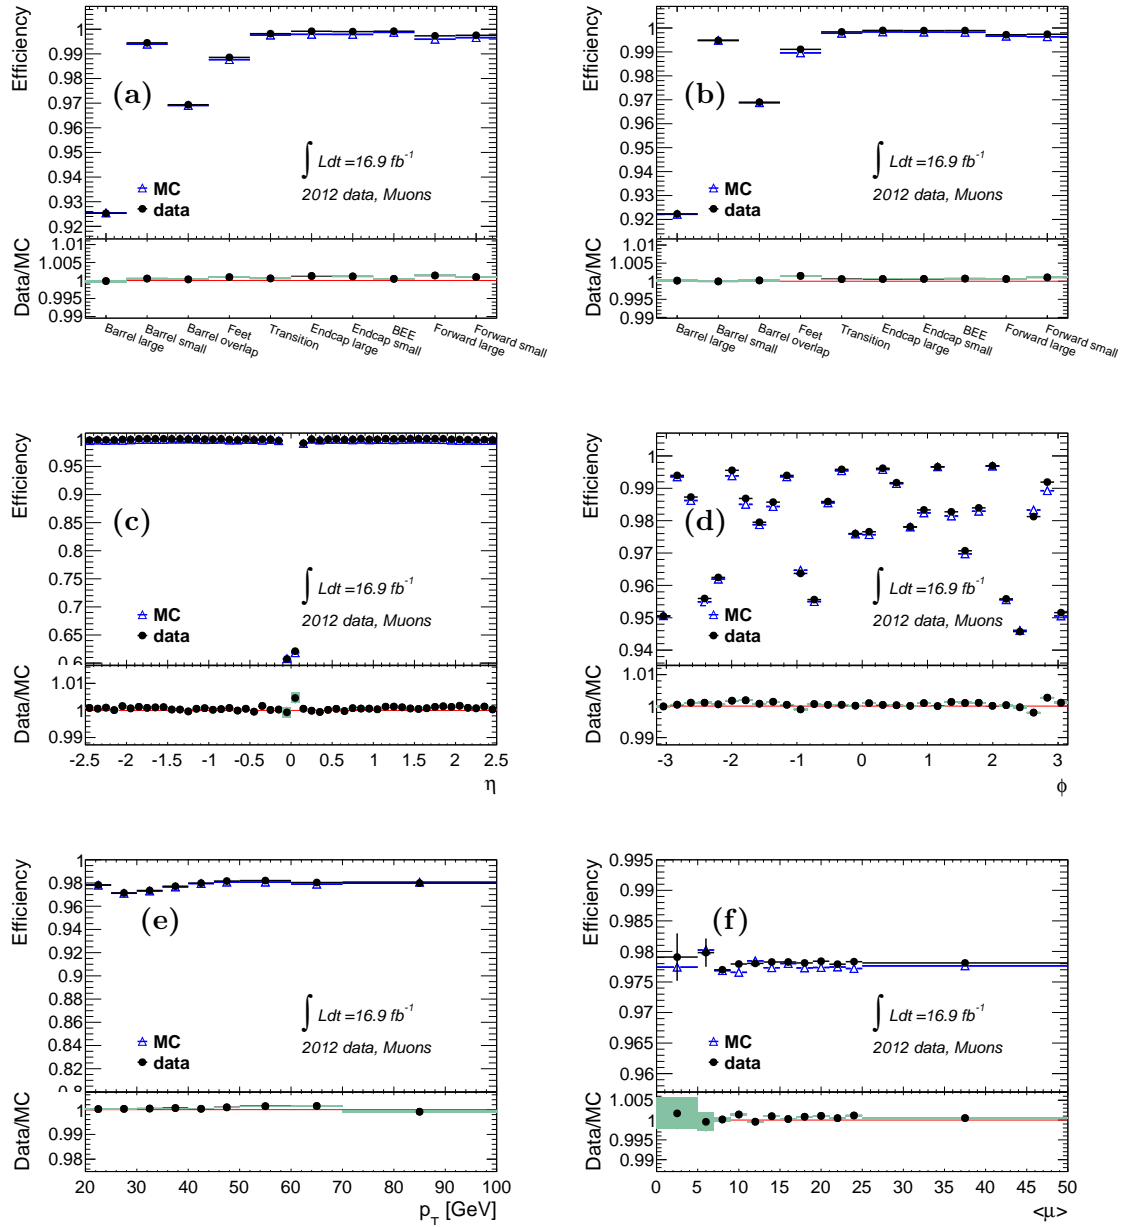 Efficiency
1
0.99
0.98
0.97
0.96
0.95
0.94
0.93
0.92
(a)
∫ Ldt =16.9 fb⁻¹
2012 data, Muons
MC
data
Data/MC
1.01
1.005
1
0.995
0.99
Barrel large
Barrel small
Barrel overlap
Feet
Transition
Endcap large
Endcap small
BEE
Forward large
Forward small
Efficiency
1
0.99
0.98
0.97
0.96
0.95
0.94
0.93
0.92
(b)
∫ Ldt =16.9 fb⁻¹
2012 data, Muons
MC
data
Data/MC
1.01
1.005
1
0.995
0.99
Barrel large
Barrel small
Barrel overlap
Feet
Transition
Endcap large
Endcap small
BEE
Forward large
Forward small
Efficiency
1
0.95
0.9
0.85
0.8
0.75
0.7
0.65
0.6
(c)
∫ Ldt =16.9 fb⁻¹
2012 data, Muons
MC
data
Data/MC
1.01
1
0.99
-2.5 -2 -1.5 -1 -0.5 0 0.5 1 1.5 2 2.5
η
Efficiency
1
0.99
0.98
0.97
0.96
0.95
0.94
(d)
∫ Ldt =16.9 fb⁻¹
2012 data, Muons
MC
data
Data/MC
1.01
1
0.99
-3 -2 -1 0 1 2 3
ϕ
Efficiency
1
0.98
0.96
0.94
0.92
0.9
0.88
0.86
0.84
0.82
0.8
(e)
∫ Ldt =16.9 fb⁻¹
2012 data, Muons
MC
data
Data/MC
1
0.99
0.98
20 30 40 50 60 70 80 90 100
p_T [GeV]
Efficiency
0.995
0.99
0.985
0.98
0.975
0.97
0.965
0.96
(f)
∫ Ldt =16.9 fb⁻¹
2012 data, Muons
MC
data
Data/MC
1.005
1
0.995
0.99
0 5 10 15 20 25 30 35 40 45 50
<μ>